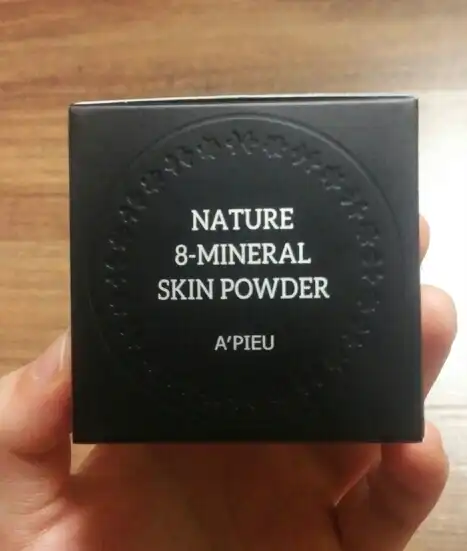 NATURE
8-MINERAL
SKIN POWDER
A'PIEU